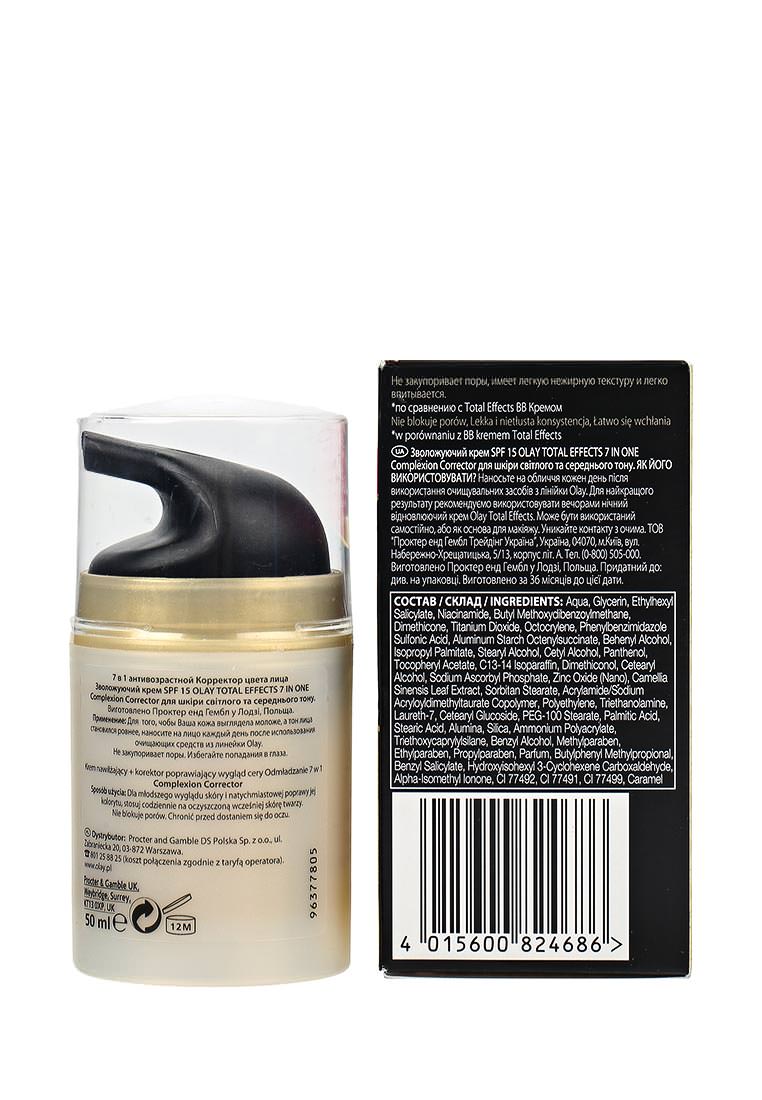 7 в 1 антивозрастной Корректор цвета лица
Зволожуючий крем SPF 15 OLAY TOTAL EFFECTS 7 IN ONE
Complexion Corrector для шкіри світлого та середнього тону.
Виготовлено Проктер енд Гембл у Лодзі, Польща.
Применение: Для того, чтобы Ваша кожа выглядела моложе, а тон лица
становился ровнее, наносите на лицо каждый день после использования
очищающих средств из линейки Olay.
Не закупоривает поры. Избегайте попадания в глаза.
Krem nawilżający + korektor poprawiający wygląd cery Odmładzanie 7 w 1
Complexion Corrector
Sposób użycia: Dla młodszego wyglądu skóry i natychmiastowej poprawy jej
kolorytu, stosuj codziennie na oczyszczoną wcześniej skórę twarzy.
Nie blokuje porów. Chronić przed dostaniem się do oczu.
Dystrybutor: Procter and Gamble DS Polska Sp. z o.o., ul.
Zabraniecka 20, 03-872 Warszawa.
801 25 88 25 (koszt połączenia zgodnie z taryfą operatora).
www.olay.pl
Procter & Gamble UK,
Weybridge, Surrey,
KT13 0XP, UK
50 ml e
12M
96377805
Не закупоривает поры, имеет легкую нежирную текстуру и легко
впитывается.
*по сравнению с Total Effects BB Кремом
Nie blokuje porów, Lekka i nietłusta konsystencja, Łatwo się wchłania
*w porównaniu z BB kremem Total Effects
UA Зволожуючий крем SPF 15 OLAY TOTAL EFFECTS 7 IN ONE
Complexion Corrector для шкіри світлого та середнього тону. ЯК ЙОГО
ВИКОРИСТОВУВАТИ? Наносьте на обличчя кожен день після
використання очищувальних засобів з лінійки Olay. Для найкращого
результату рекомендуємо використовувати вечорами нічний
відновлюючий крем Olay Total Effects. Може бути використаний
самостійно, або як основа для макіяжу. Уникайте контакту з очима. ТОВ
"Проктер енд Гембл Трейдінг Україна", Україна, 04070, м.Київ, вул.
Набережно-Хрещатицька, 5/13, корпус літ. А. Тел. (0-800) 505-000.
Виготовлено Проктер енд Гембл у Лодзі, Польща. Придатний до:
див. на упаковці. Виготовлено за 36 місяців до цієї дати.
СОСТАВ / СКЛАД / INGREDIENTS: Aqua, Glycerin, Ethylhexyl
Salicylate, Niacinamide, Butyl Methoxydibenzoylmethane,
Dimethicone, Titanium Dioxide, Octocrylene, Phenylbenzimidazole
Sulfonic Acid, Aluminum Starch Octenylsuccinate, Behenyl Alcohol,
Isopropyl Palmitate, Stearyl Alcohol, Cetyl Alcohol, Panthenol,
Tocopheryl Acetate, C13-14 Isoparaffin, Dimethiconol, Cetearyl
Alcohol, Sodium Ascorbyl Phosphate, Zinc Oxide (Nano), Camellia
Sinensis Leaf Extract, Sorbitan Stearate, Acrylamide/Sodium
Acryloyldimethyltaurate Copolymer, Polyethylene, Triethanolamine,
Laureth-7, Cetearyl Glucoside, PEG-100 Stearate, Palmitic Acid,
Stearic Acid, Alumina, Silica, Ammonium Polyacrylate,
Triethoxycaprylylsilane, Benzyl Alcohol, Methylparaben,
Ethylparaben, Propylparaben, Parfum, Butylphenyl Methylpropional,
Benzyl Salicylate, Hydroxyisohexyl 3-Cyclohexene Carboxaldehyde,
Alpha-Isomethyl Ionone, CI 77492, CI 77491, CI 77499, Caramel
4 015600 824686 >